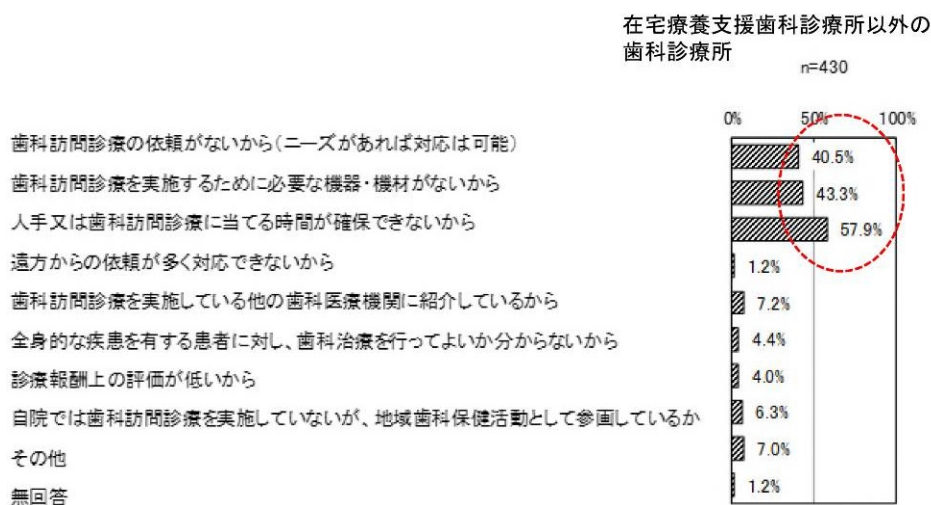 在宅療養支援歯科診療所以外の
歯科診療所
n=430
0% 50% 100%
歯科訪問診療の依頼がないから(ニーズがあれば対応は可能) 40.5%
歯科訪問診療を実施するために必要な機器・機材がないから 43.3%
人手又は歯科訪問診療に当てる時間が確保できないから 57.9%
遠方からの依頼が多く対応できないから 1.2%
歯科訪問診療を実施している他の歯科医療機関に紹介しているから 7.2%
全身的な疾患を有する患者に対し、歯科治療を行ってよいか分からないから 4.4%
診療報酬上の評価が低いから 4.0%
自院では歯科訪問診療を実施していないが、地域歯科保健活動として参画しているか 6.3%
その他 7.0%
無回答 1.2%